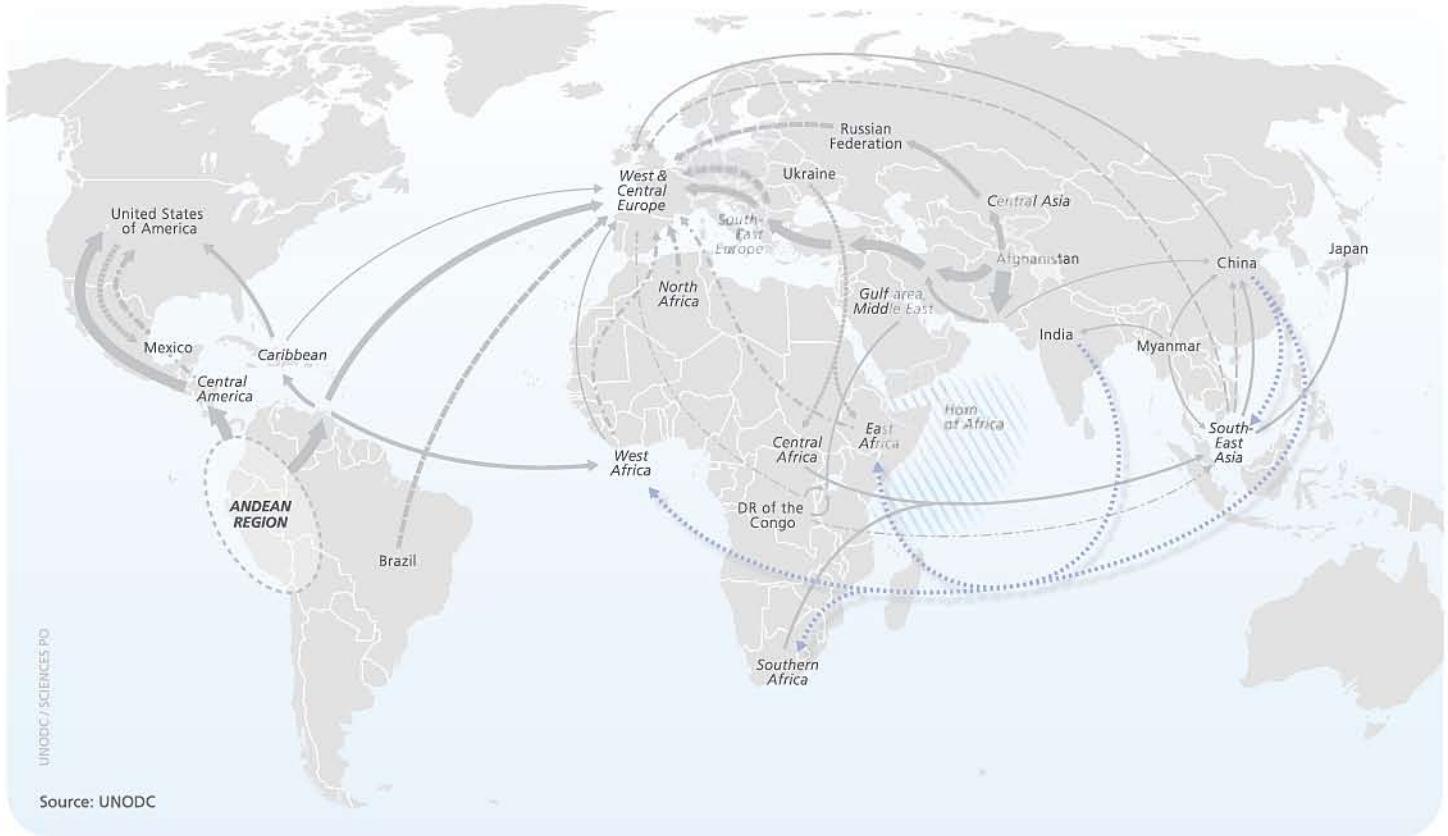 Russian
Federation
West &
Central
Europe
Ukraine
Central Asia
United States
of America
South-
East
Europe
Afghanistan
China
Japan
North
Africa
Gulf area,
Middle East
India
Myanmar
Mexico
Caribbean
Central
America
Horn
of Africa
East
Africa
Central
Africa
South-
East
Asia
West
Africa
ANDEAN
REGION
DR of the
Congo
Brazil
Southern
Africa
UNODC / SCIENCES PO
Source: UNODC